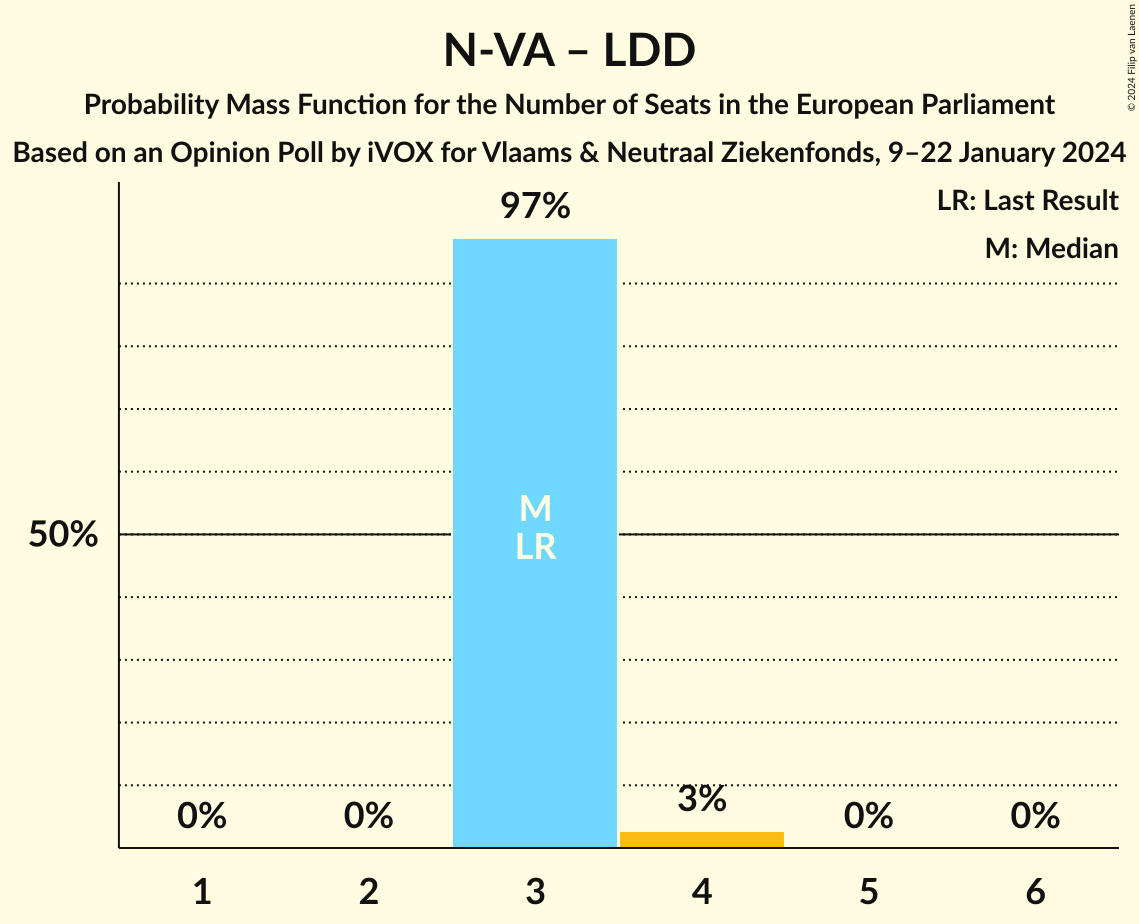 N-VA – LDD
Probability Mass Function for the Number of Seats in the European Parliament
Based on an Opinion Poll by iVOX for Vlaams & Neutraal Ziekenfonds, 9–22 January 2024
© 2024 Filip van Laenen
LR: Last Result
M: Median
97%
M
LR
50%
0%
0%
3%
0%
0%
1
2
3
4
5
6